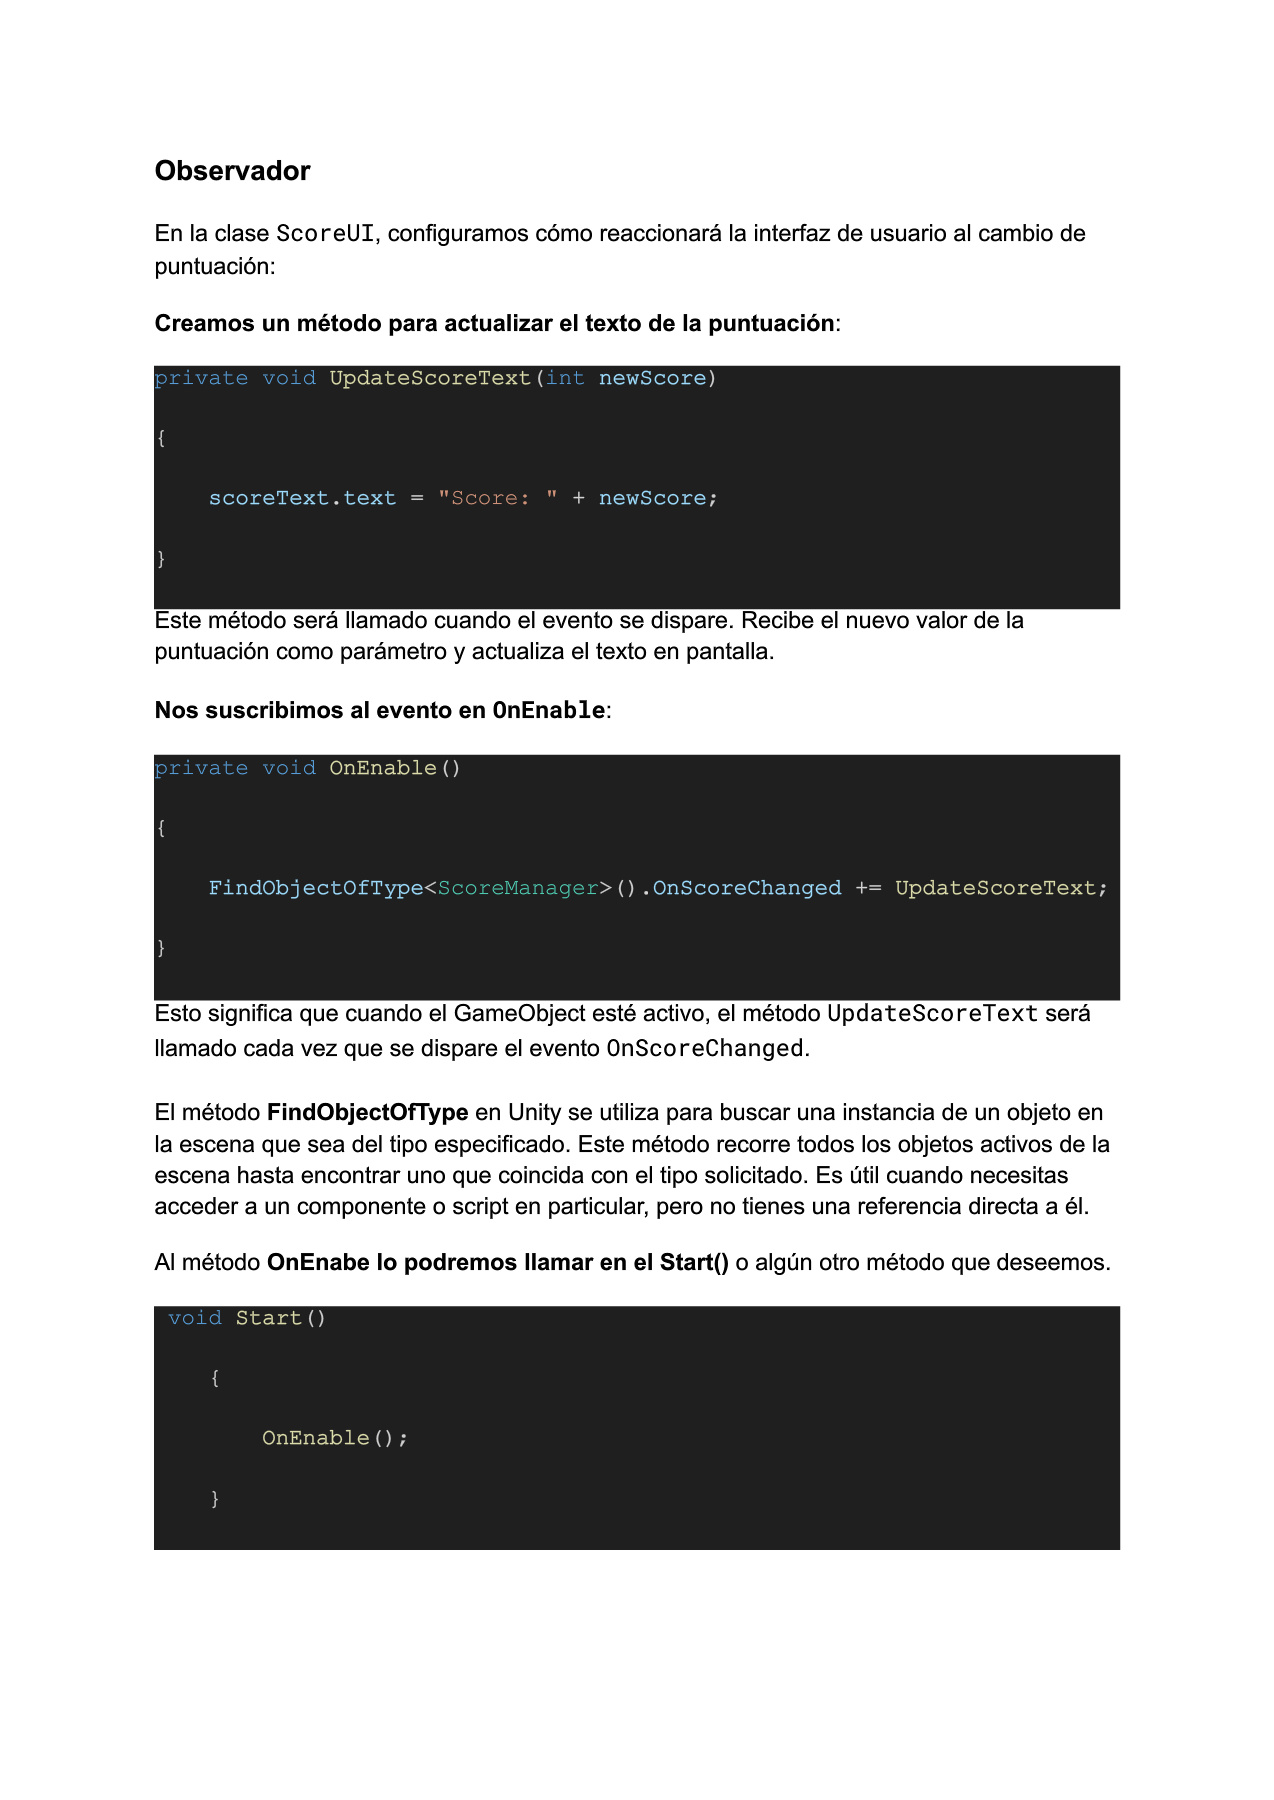 Observador
En la clase ScoreUI, configuramos cómo reaccionará la interfaz de usuario al cambio de
puntuación:
Creamos un método para actualizar el texto de la puntuación:
private void UpdateScoreText(int newScore)
{
    scoreText.text = "Score: " + newScore;
}
Este método será llamado cuando el evento se dispare. Recibe el nuevo valor de la
puntuación como parámetro y actualiza el texto en pantalla.
Nos suscribimos al evento en OnEnable:
private void OnEnable()
{
    FindObjectOfType<ScoreManager>().OnScoreChanged += UpdateScoreText;
}
Esto significa que cuando el GameObject esté activo, el método UpdateScoreText será
llamado cada vez que se dispare el evento OnScoreChanged.
El método FindObjectOfType en Unity se utiliza para buscar una instancia de un objeto en
la escena que sea del tipo especificado. Este método recorre todos los objetos activos de la
escena hasta encontrar uno que coincida con el tipo solicitado. Es útil cuando necesitas
acceder a un componente o script en particular, pero no tienes una referencia directa a él.
Al método OnEnabe lo podremos llamar en el Start() o algún otro método que deseemos.
 void Start()
    {
        OnEnable();
    }